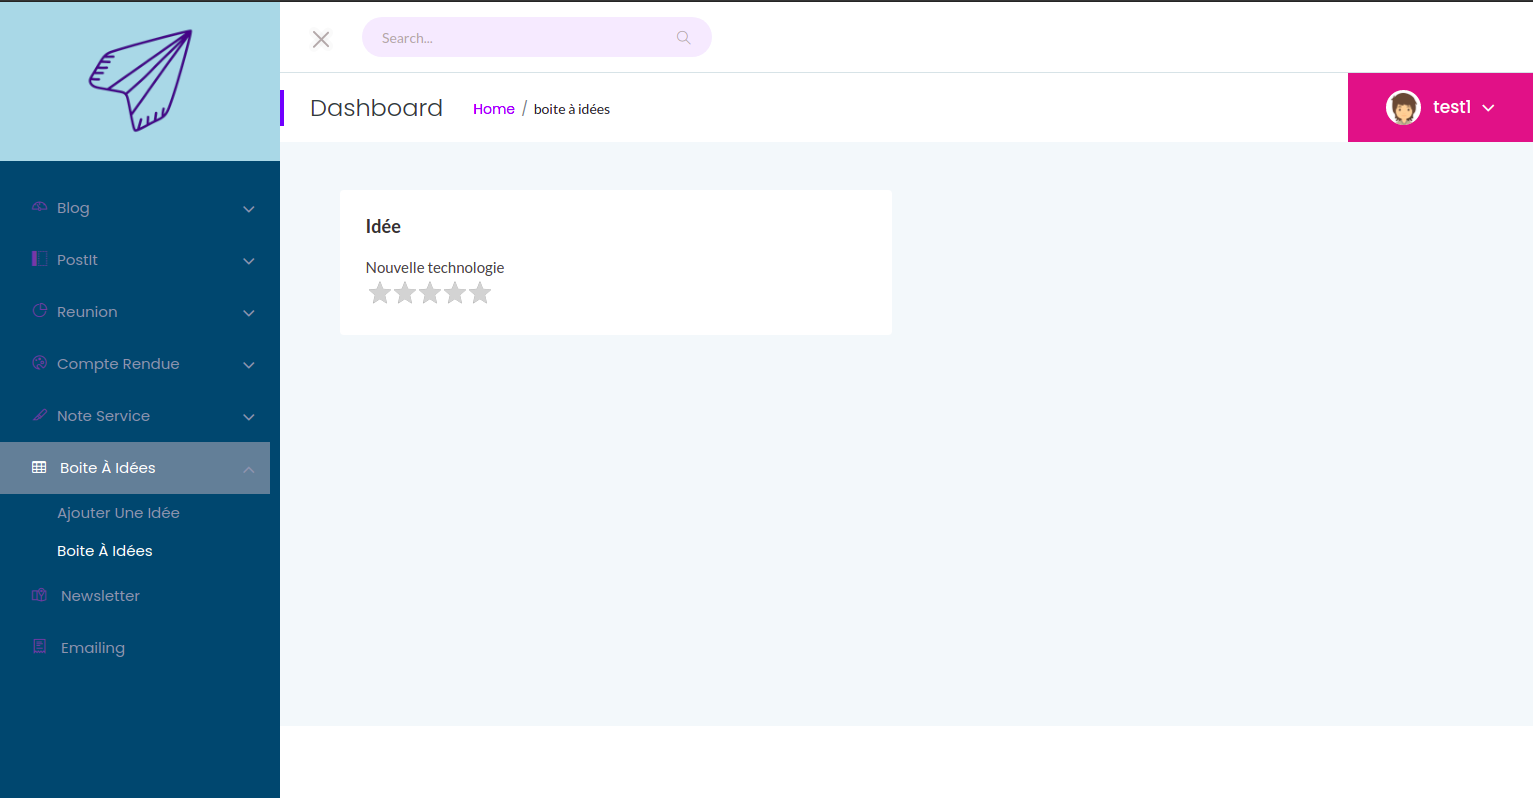 Search...
Dashboard
Home / boite à idées
test1
Blog
PostIt
Reunion
Compte Rendue
Note Service
Boite À Idées
Ajouter Une Idée
Boite À Idées
Newsletter
Emailing
Idée
Nouvelle technologie